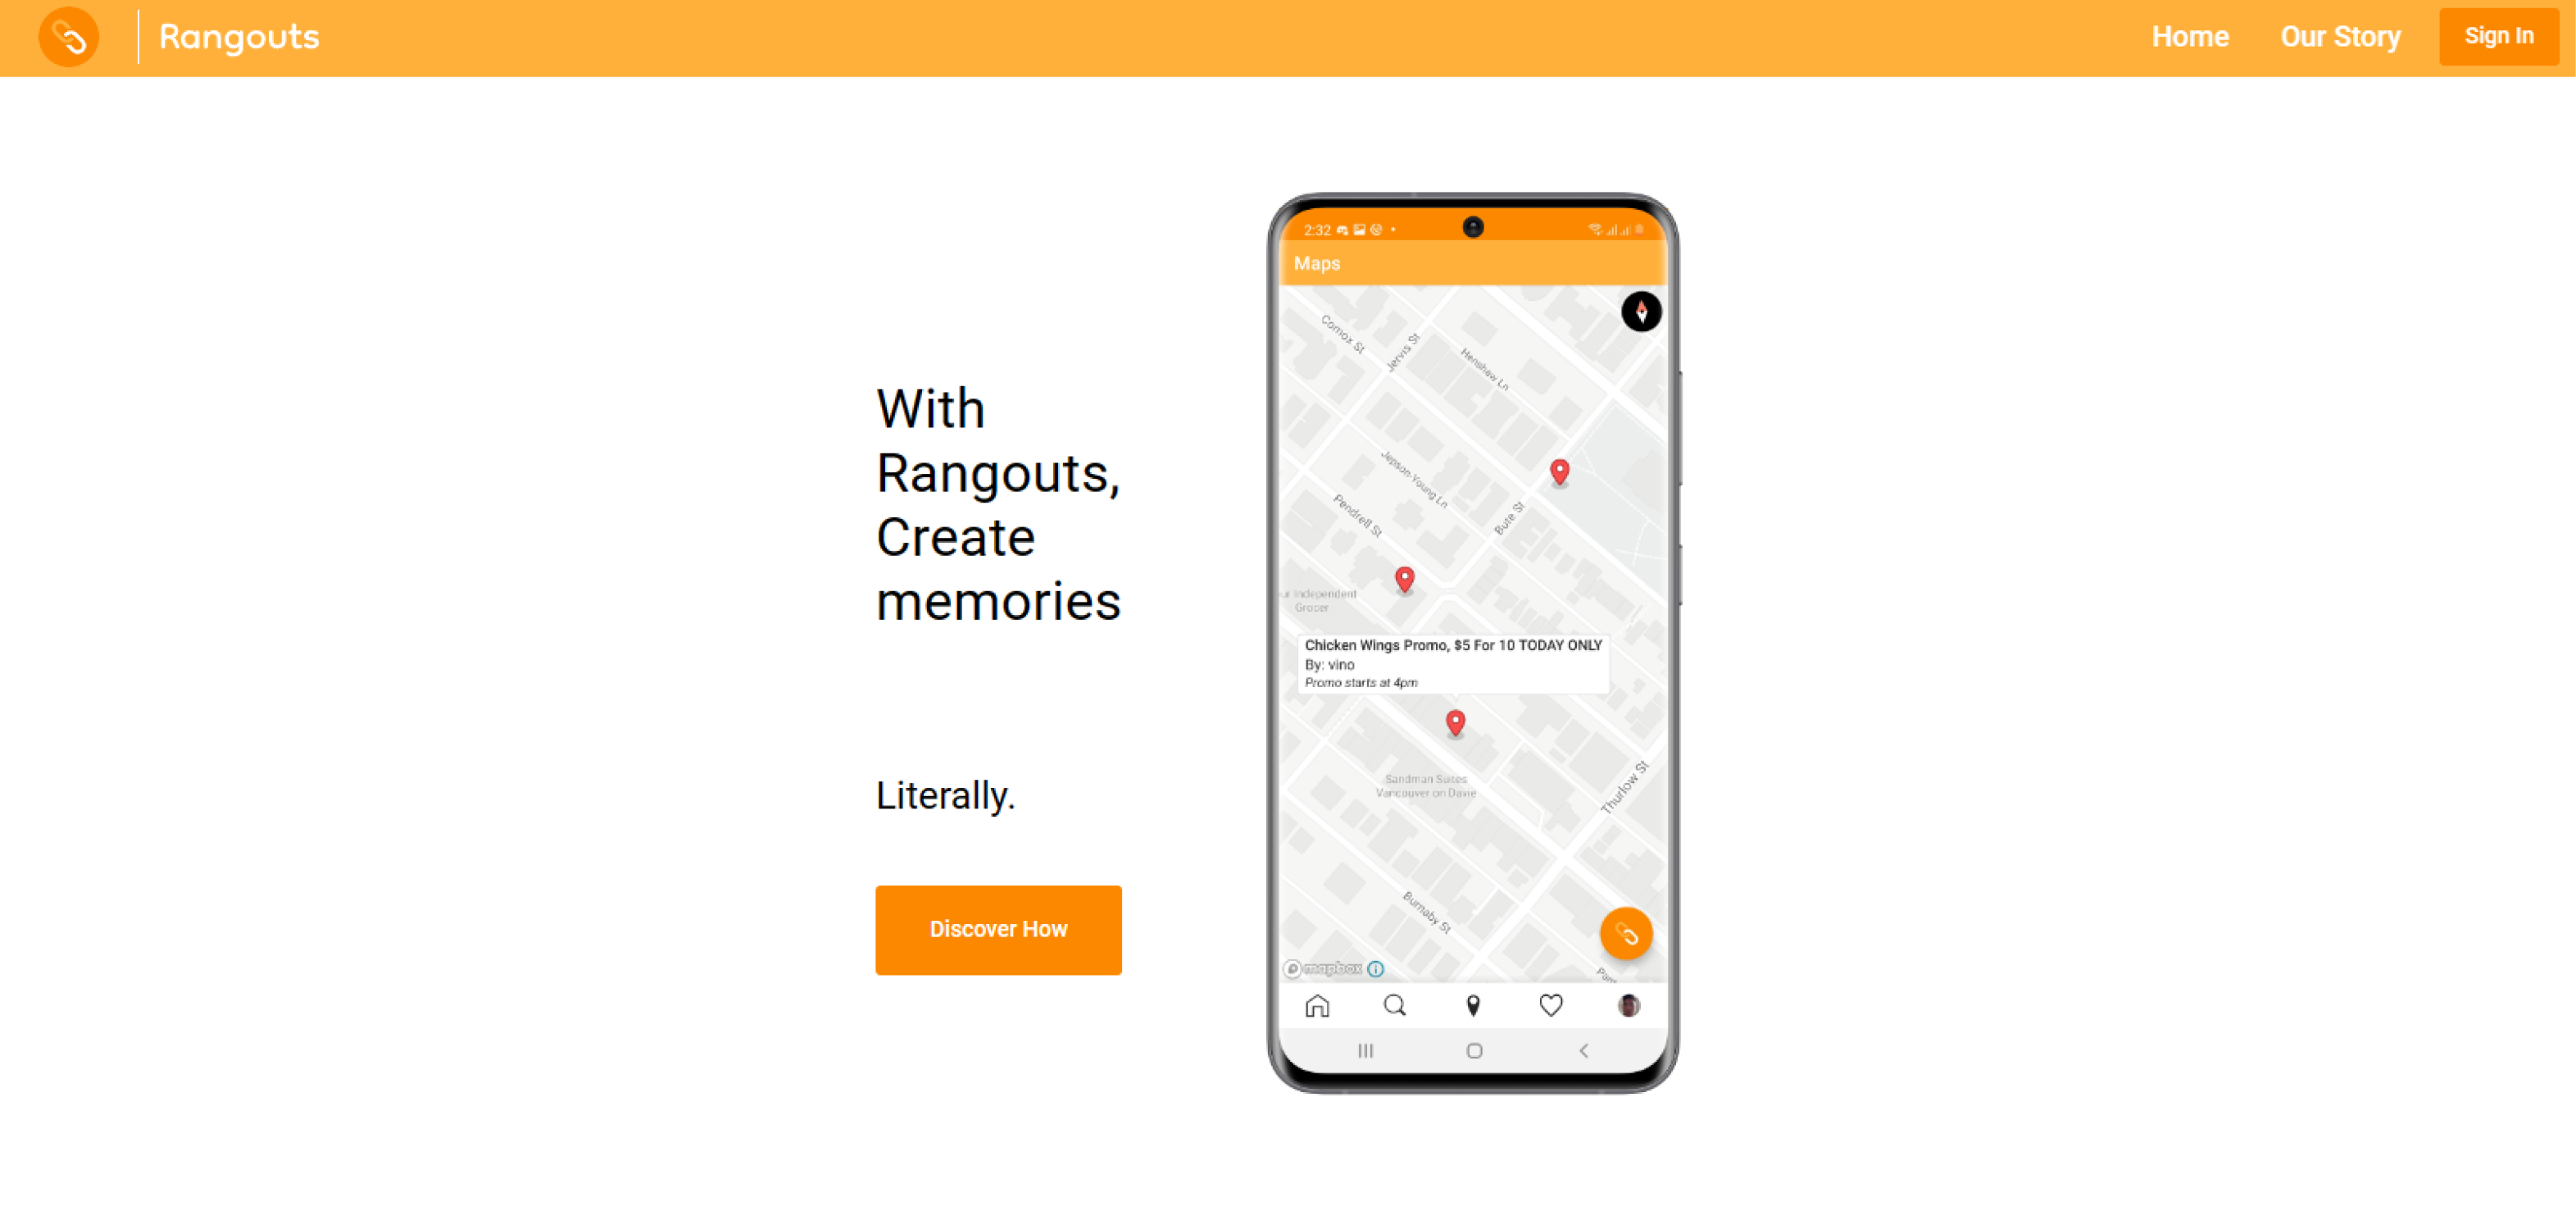 Rangouts
Home
Our Story
Sign In
With
Rangouts,
Create
memories
Literally.
Discover How
2:32
Maps
Comox St
Jervis St
Henshaw Ln
Jepson-Young Ln
Pendrell St
Bute St
ur Independent
Grocer
Chicken Wings Promo, $5 For 10 TODAY ONLY
By: vino
Promo starts at 4pm
Sandman Suites
Vancouver on Davie
Thurlow St
Burnaby St
mapbox